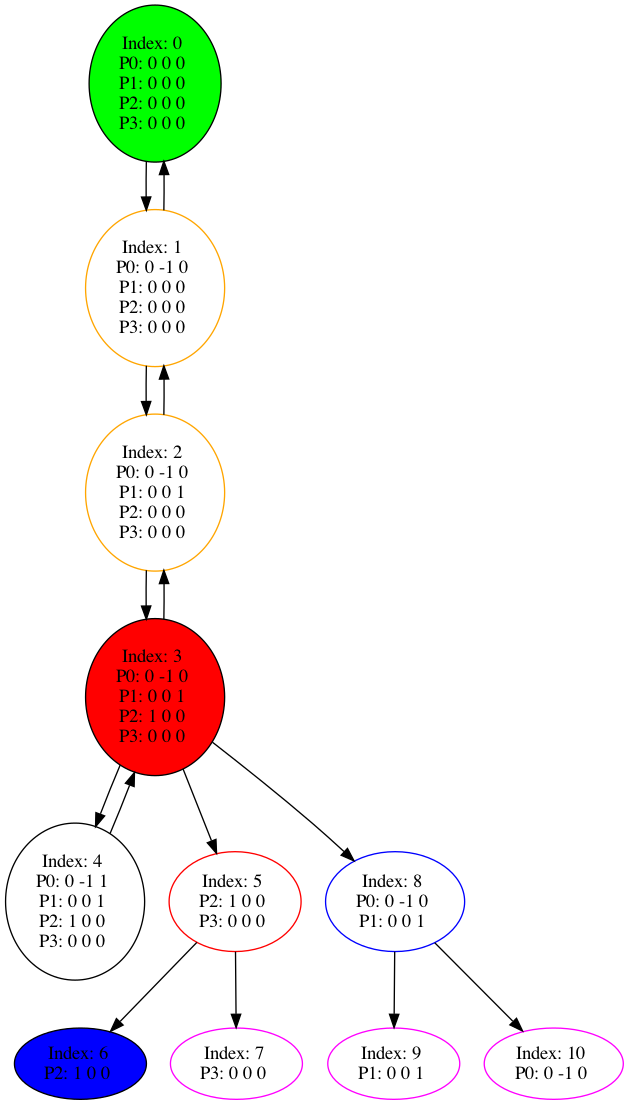 Index: 0
P0: 0 0 0
P1: 0 0 0
P2: 0 0 0
P3: 0 0 0
Index: 1
P0: 0 -1 0
P1: 0 0 0
P2: 0 0 0
P3: 0 0 0
Index: 2
P0: 0 -1 0
P1: 0 0 1
P2: 0 0 0
P3: 0 0 0
Index: 3
P0: 0 -1 0
P1: 0 0 1
P2: 1 0 0
P3: 0 0 0
Index: 4
P0: 0 -1 1
P1: 0 0 1
P2: 1 0 0
P3: 0 0 0
Index: 5
P2: 1 0 0
P3: 0 0 0
Index: 8
P0: 0 -1 0
P1: 0 0 1
Index: 6
P2: 1 0 0
Index: 7
P3: 0 0 0
Index: 9
P1: 0 0 1
Index: 10
P0: 0 -1 0